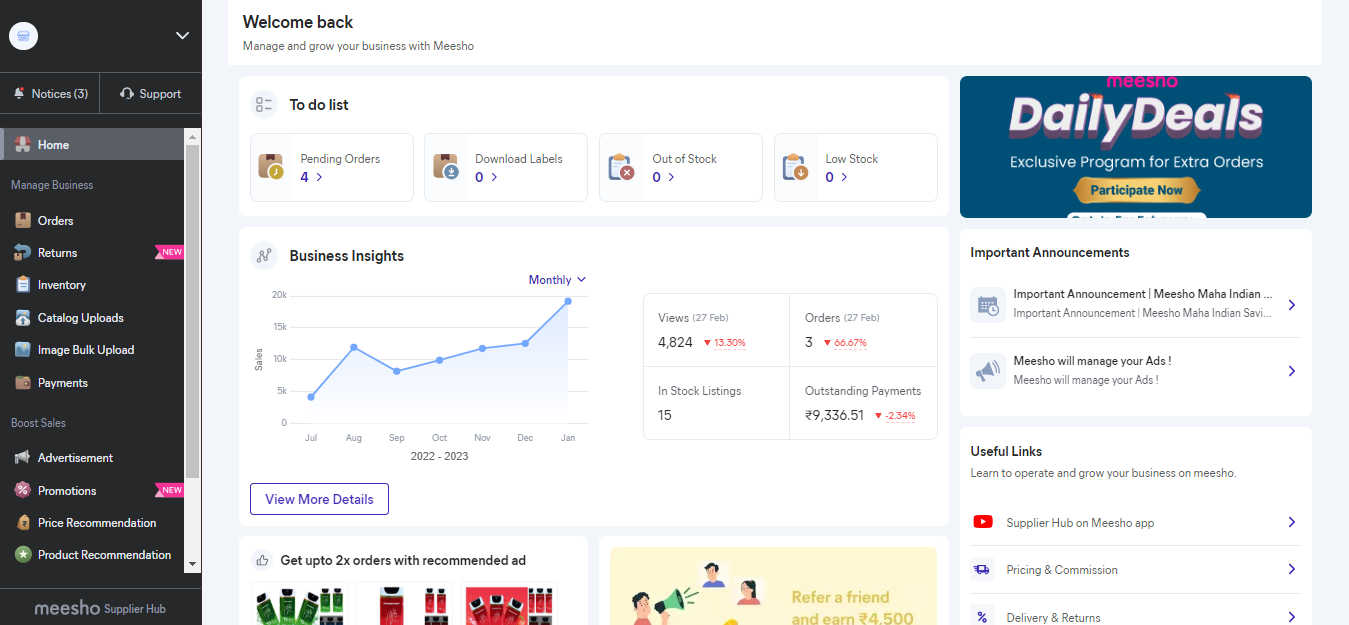 Notices (3)
Support
Home
Manage Business
Orders
Returns
NEW
Inventory
Catalog Uploads
Image Bulk Upload
Payments
Boost Sales
Advertisement
Promotions
NEW
Price Recommendation
Product Recommendation
meesho Supplier Hub
Welcome back
Manage and grow your business with Meesho
To do list
Pending Orders
4
Download Labels
0
Out of Stock
0
Low Stock
0
Business Insights
Monthly
20k
15k
10k
5k
0
Sales
Jul Aug Sep Oct Nov Dec Jan
2022 - 2023
Views (27 Feb)
4,824 ▼ 13.30%
Orders (27 Feb)
3 ▼ 66.67%
In Stock Listings
15
Outstanding Payments
₹9,336.51 ▼ -2.34%
View More Details
Get upto 2x orders with recommended ad
Refer a friend
and earn ₹4,500
meesho
DailyDeals
Exclusive Program for Extra Orders
Participate Now
Important Announcements
Important Announcement | Meesho Maha Indian ...
Important Announcement | Meesho Maha Indian Savi...
Meesho will manage your Ads !
Meesho will manage your Ads !
Useful Links
Learn to operate and grow your business on meesho.
Supplier Hub on Meesho app
Pricing & Commission
Delivery & Returns